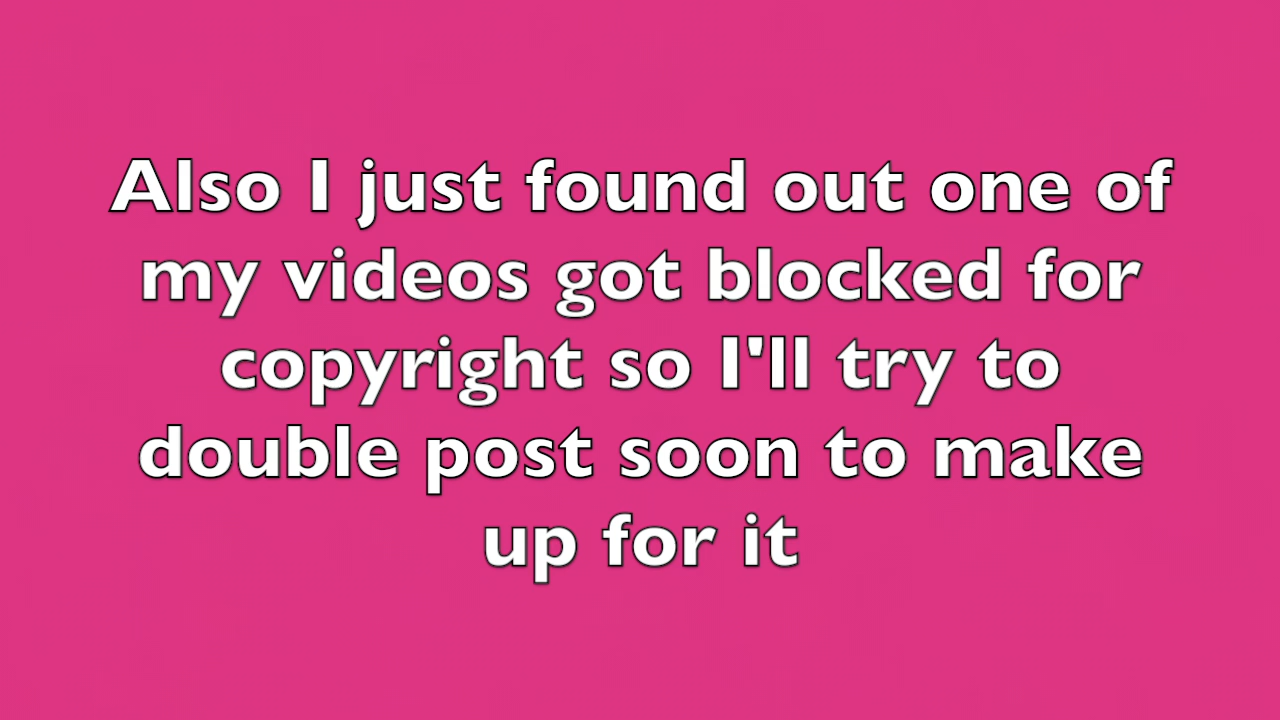 Also I just found out one of
my videos got blocked for
copyright so I'll try to
double post soon to make
up for it